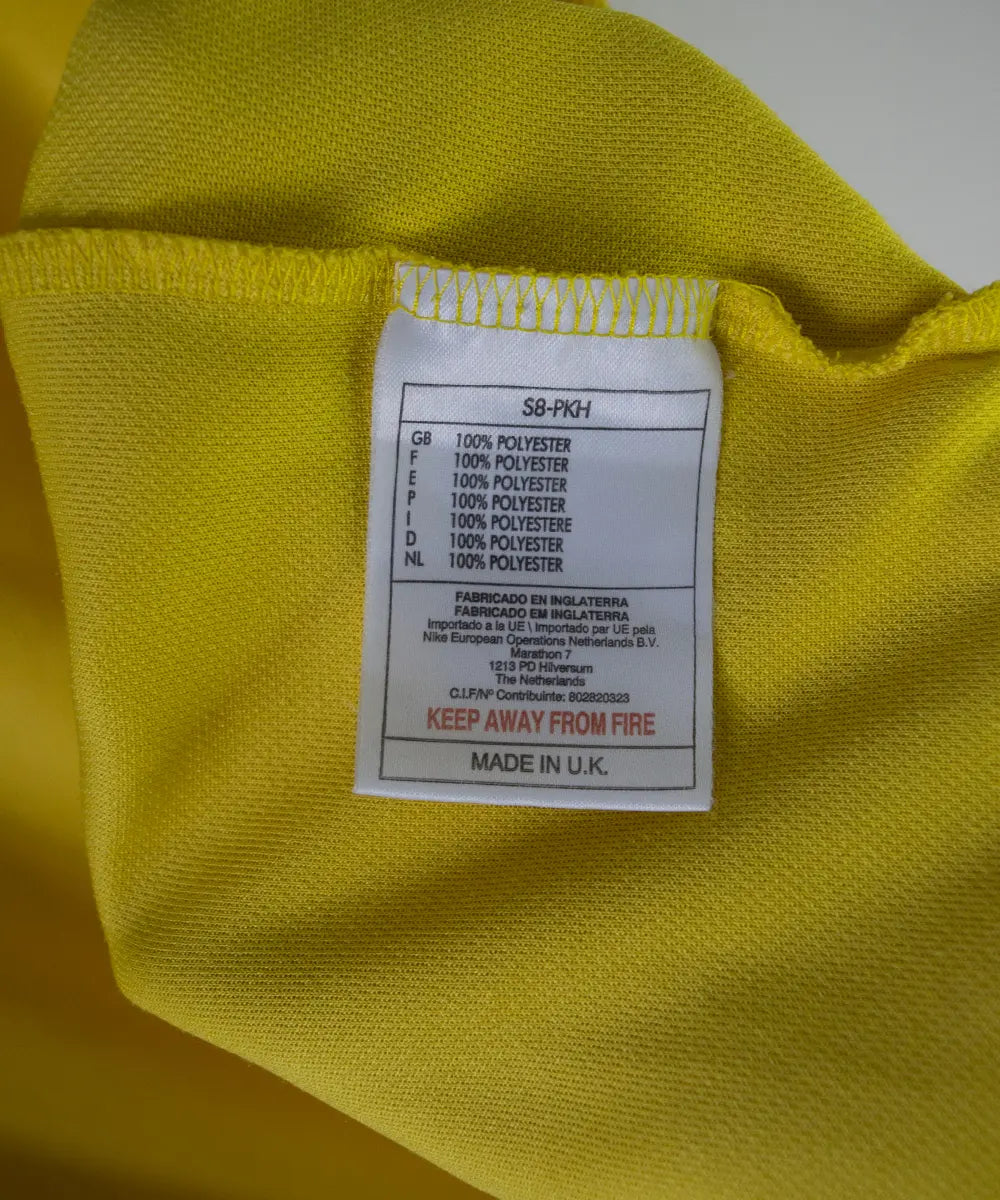 S8-PKH
GB 100% POLYESTER
F 100% POLYESTER
E 100% POLYESTER
P 100% POLYESTER
I 100% POLYESTERE
D 100% POLYESTER
NL 100% POLYESTER
FABRICADO EN INGLATERRA
FABRICADO EM INGLATERRA
Importado a la UE \ Importado par UE pela
Nike European Operations Netherlands B.V.
Marathon 7
1213 PD Hilversum
The Netherlands
C.I.F/Nº Contribuinte: 802820323
KEEP AWAY FROM FIRE
MADE IN U.K.